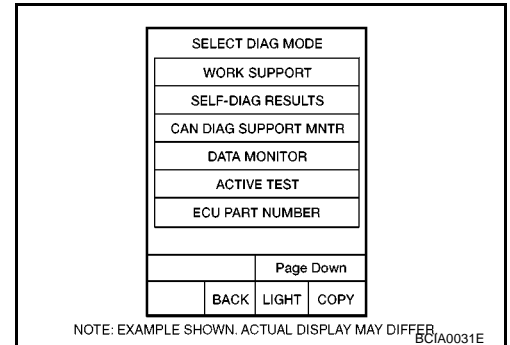 SELECT DIAG MODE
WORK SUPPORT
SELF-DIAG RESULTS
CAN DIAG SUPPORT MNTR
DATA MONITOR
ACTIVE TEST
ECU PART NUMBER
Page Down
BACK LIGHT COPY
NOTE: EXAMPLE SHOWN. ACTUAL DISPLAY MAY DIFFER.
BCIA0031E